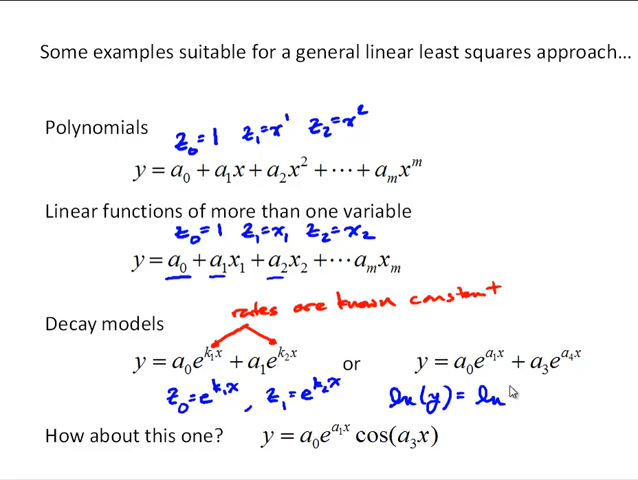 Some examples suitable for a general linear least squares approach...
Polynomials
z₀=1 z₁=x¹ z₂=x²
y = a₀ + a₁x + a₂x² + ⋯ + aₘxᵐ
Linear functions of more than one variable
z₀=1 z₁=x₁ z₂=x₂
y = a₀ + a₁x₁ + a₂x₂ + ⋯ aₘxₘ
rates are known constant
Decay models
y = a₀e^{k₁x} + a₁e^{k₂x} or y = a₀e^{a₁x} + a₃e^{a₄x}
z₀=e^{k₁x}, z₁=e^{k₂x} ln(y)= ln
How about this one? y = a₀e^{a₁x} cos(a₃x)